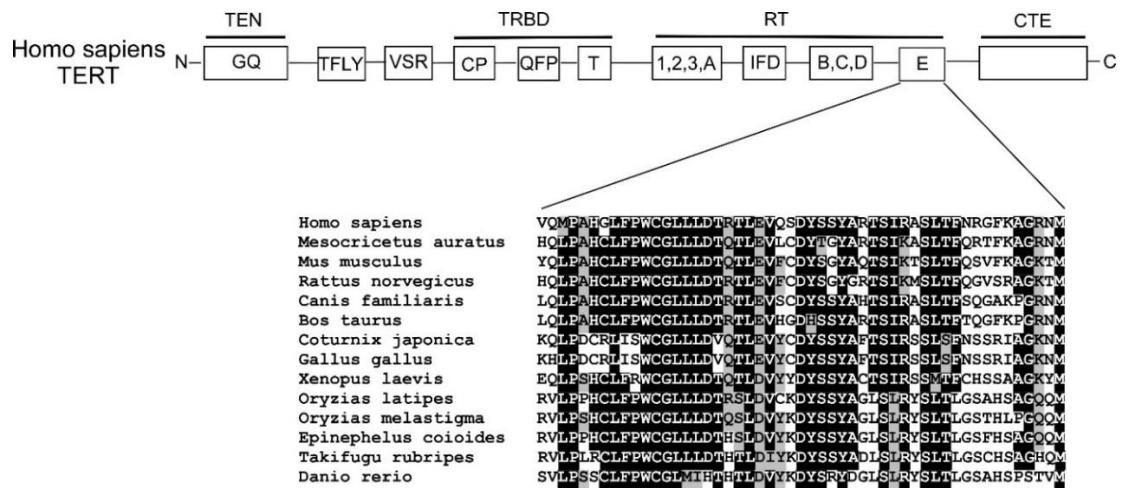 TEN TRBD RT CTE
Homo sapiens TERT N GQ TFLY VSR CP QFP T 1,2,3,A IFD B,C,D E C
Homo sapiens VQMPAHGLFPWCGLLLDTRTLEVQSDYSSYARTSIRASLTFNRGFKAGRNM
Mesocricetus auratus HQLPAHCLFPWCGLLLDTQTLEVLCDYTGYARTSIKASLTFQRTFKAGRNM
Mus musculus YQLPAHCLFPWCGLLLDTQTLEVFCDYSGYAQTSIKTSLTFQSVFKAGKTM
Rattus norvegicus HQLPAHCLFPWCGLLLDTRTLEVFCDYSGYGRTSIKMSLTFQGVSRAGKTM
Canis familiaris LQLPAHCLFPWCGLLLDTRTLEVSCDYSSYAHTSIRASLTFSQGAKPGRNM
Bos taurus LQLPAHCLFPWCGLLLDTRTLEVHGDHSSYARTSIRASLTFTQGFKPGRNM
Coturnix japonica KQLPDCRLISWCGLLLDVQTLEVYCDYSSYAFTSIRSSLSFNSSRIAGKNM
Gallus gallus KHLPDCRLISWCGLLLDVQTLEVYCDYSSYAFTSIRSSLSFNSSRIAGKNM
Xenopus laevis EQLPSHCLFRWCGLLLDTQTLDVYYDYSSYACTSIRSSMTFCHSSAAGKYM
Oryzias latipes RVLPPHCLFPWCGLLLDTRSLDVCKDYSSYAGLSLRYSLTLGSAHSAGQQM
Oryzias melastigma RVLPSHCLFPWCGLLLDTQSLDVYKDYSSYAGLSIRYSLTLGSTHLPGQQM
Epinephelus coioides RVLPPHCLFPWCGLLLDTHSLDVYKDYSSYAGLSLRYSLTLGSFHSAGQQM
Takifugu rubripes RVLPLRCLFPWCGLLLDTHTLDIYKDYSSYADLSLRYSLTLGSCHSAGHQM
Danio rerio SVLPSSCLFPWCGLMIHTHTLDVYKDYSRYDGLSLRYSLTLGSAHSPSTVM